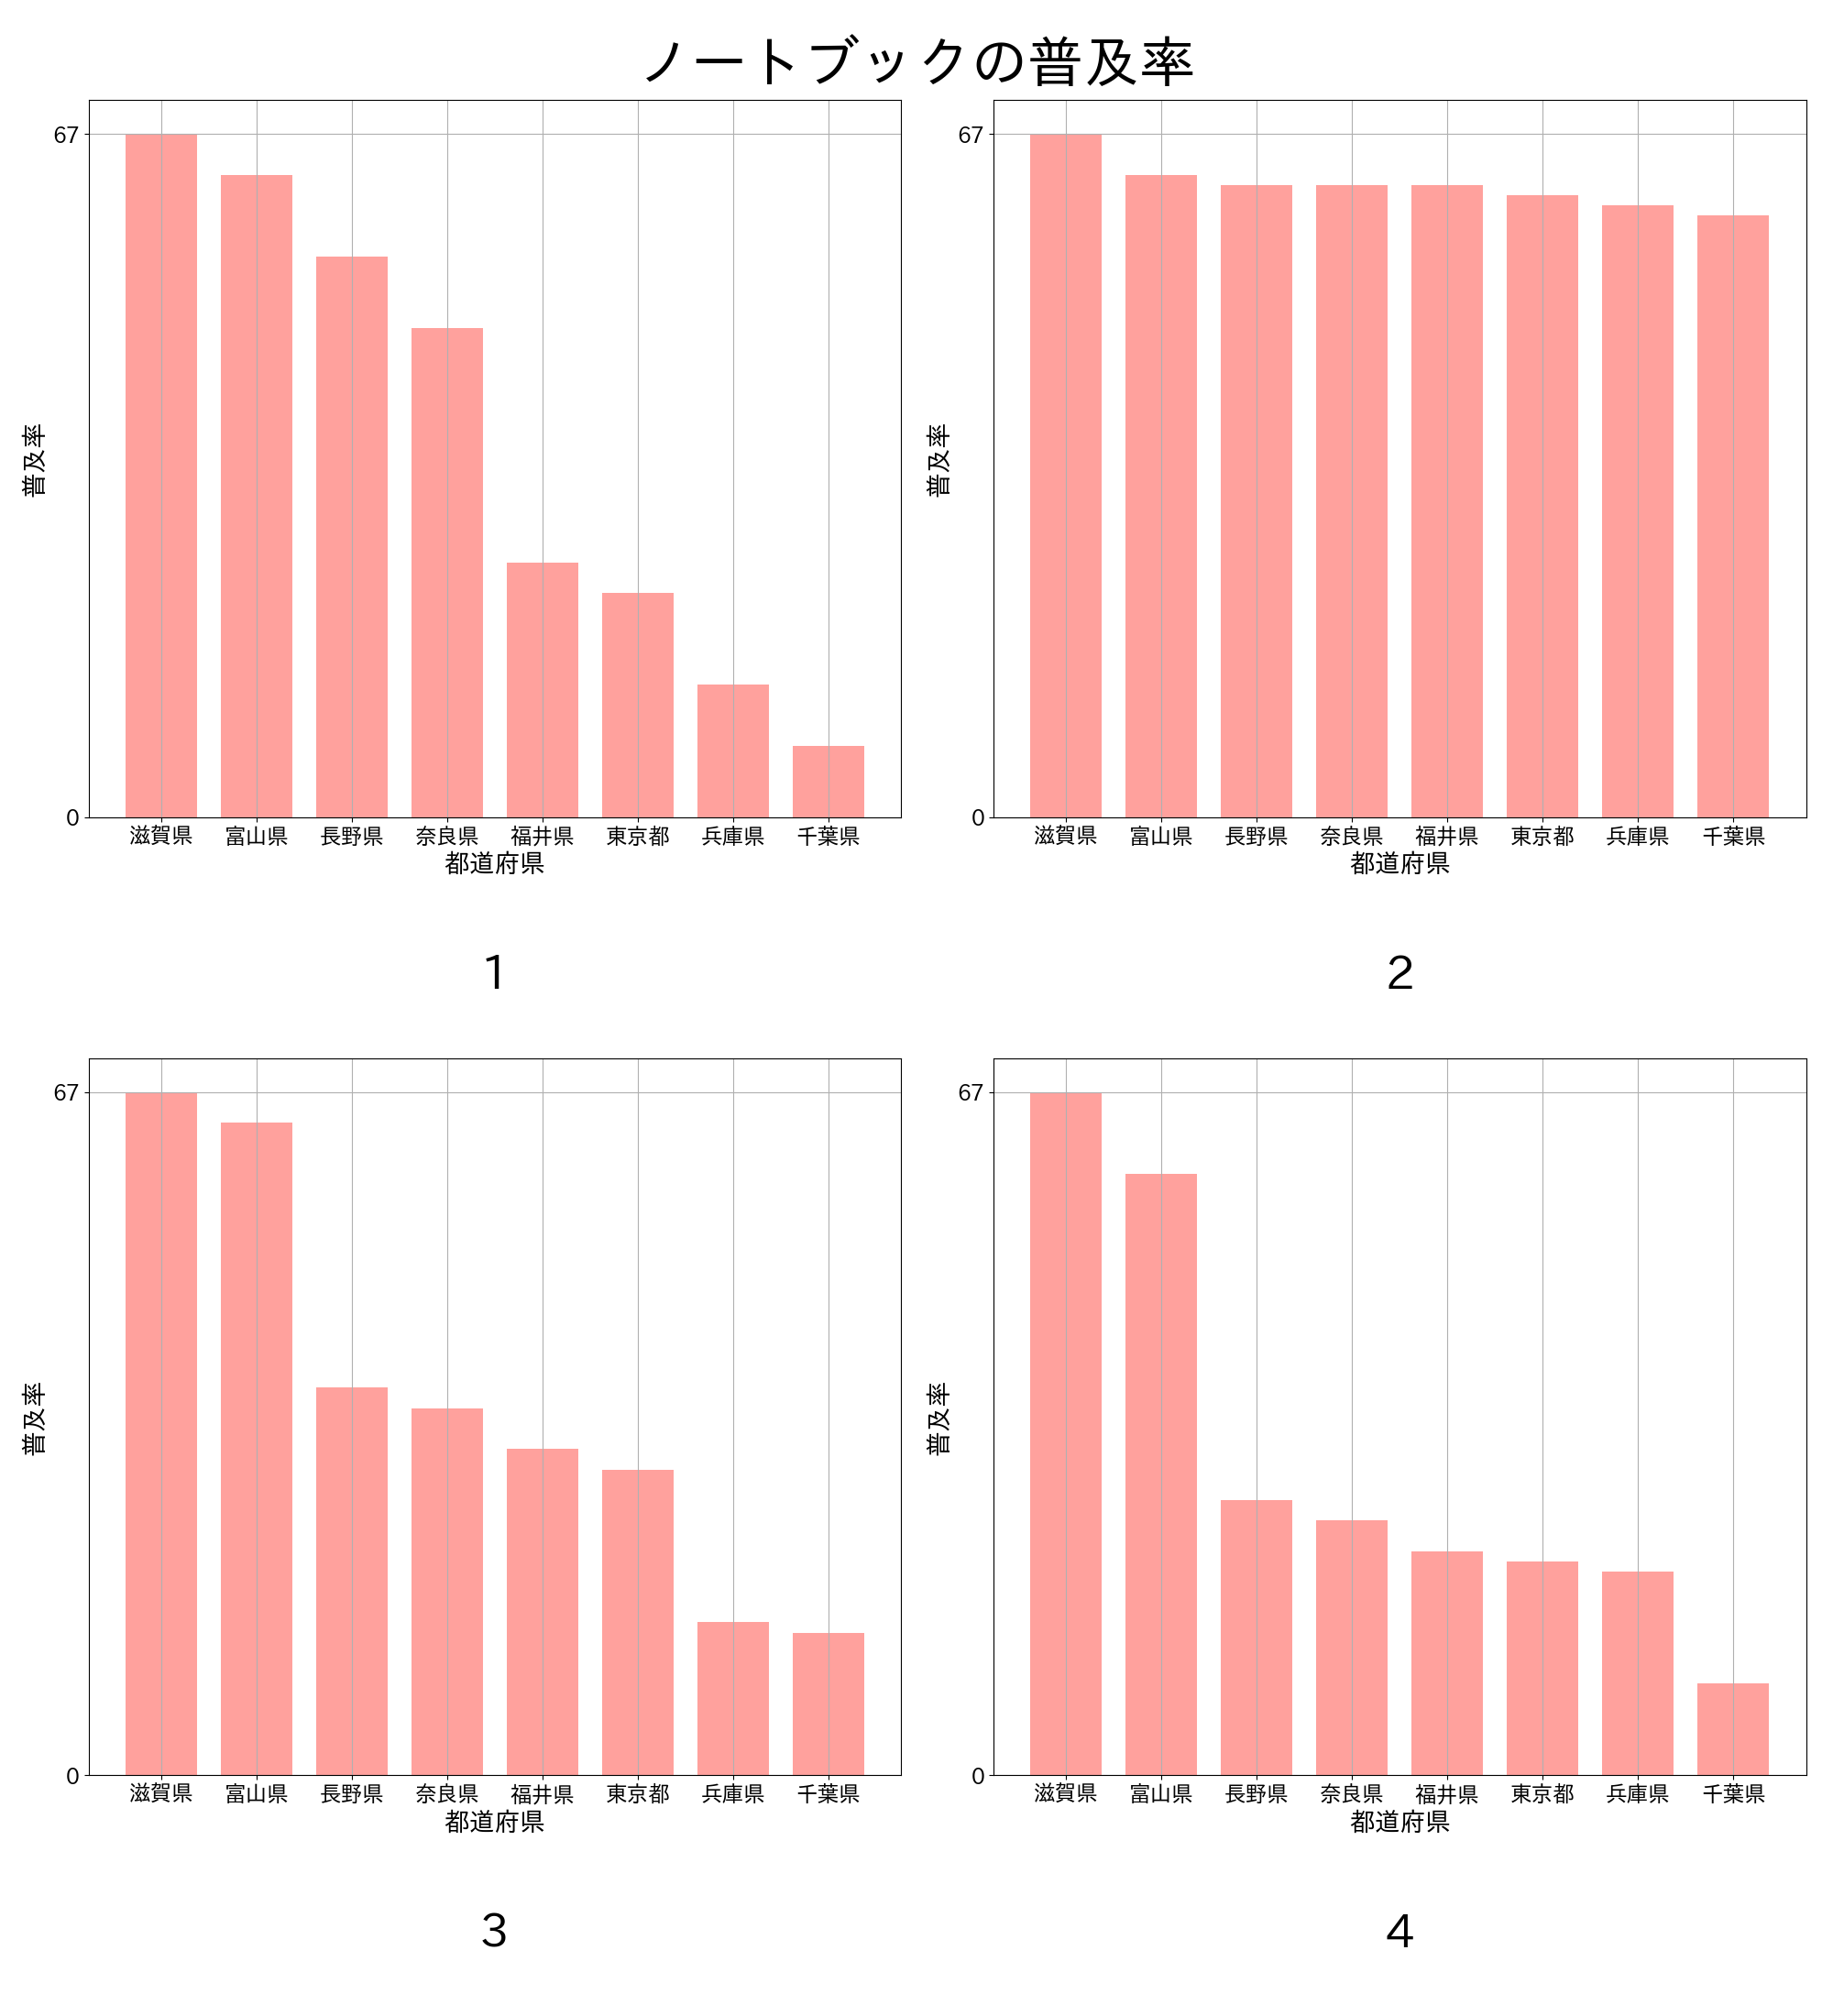 ノートブックの普及率
67
0
普及率
滋賀県 富山県 長野県 奈良県 福井県 東京都 兵庫県 千葉県
都道府県
1
67
0
普及率
滋賀県 富山県 長野県 奈良県 福井県 東京都 兵庫県 千葉県
都道府県
2
67
0
普及率
滋賀県 富山県 長野県 奈良県 福井県 東京都 兵庫県 千葉県
都道府県
3
67
0
普及率
滋賀県 富山県 長野県 奈良県 福井県 東京都 兵庫県 千葉県
都道府県
4